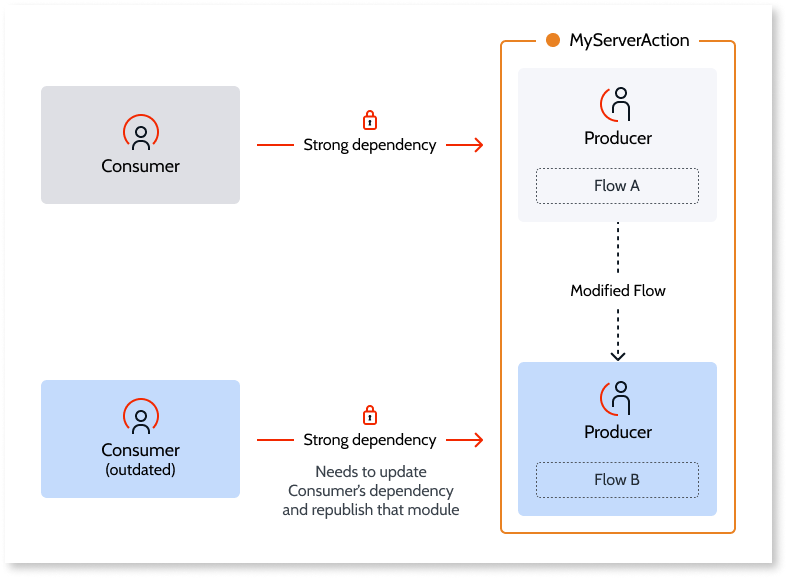 MyServerAction
Consumer
Strong dependency
Producer
Flow A
Modified Flow
Consumer
(outdated)
Strong dependency
Needs to update
Consumer's dependency
and republish that module
Producer
Flow B